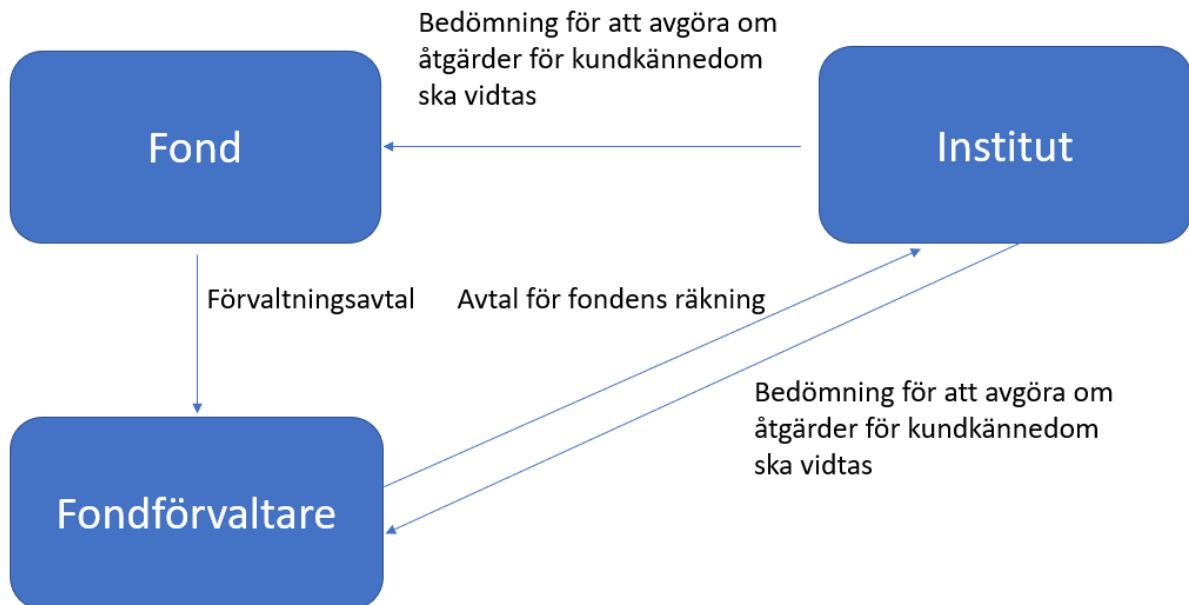 Bedömning för att avgöra om
åtgärder för kundkännedom
ska vidtas
Fond
Institut
Förvaltningsavtal
Avtal för fondens räkning
Bedömning för att avgöra om
åtgärder för kundkännedom
ska vidtas
Fondförvaltare